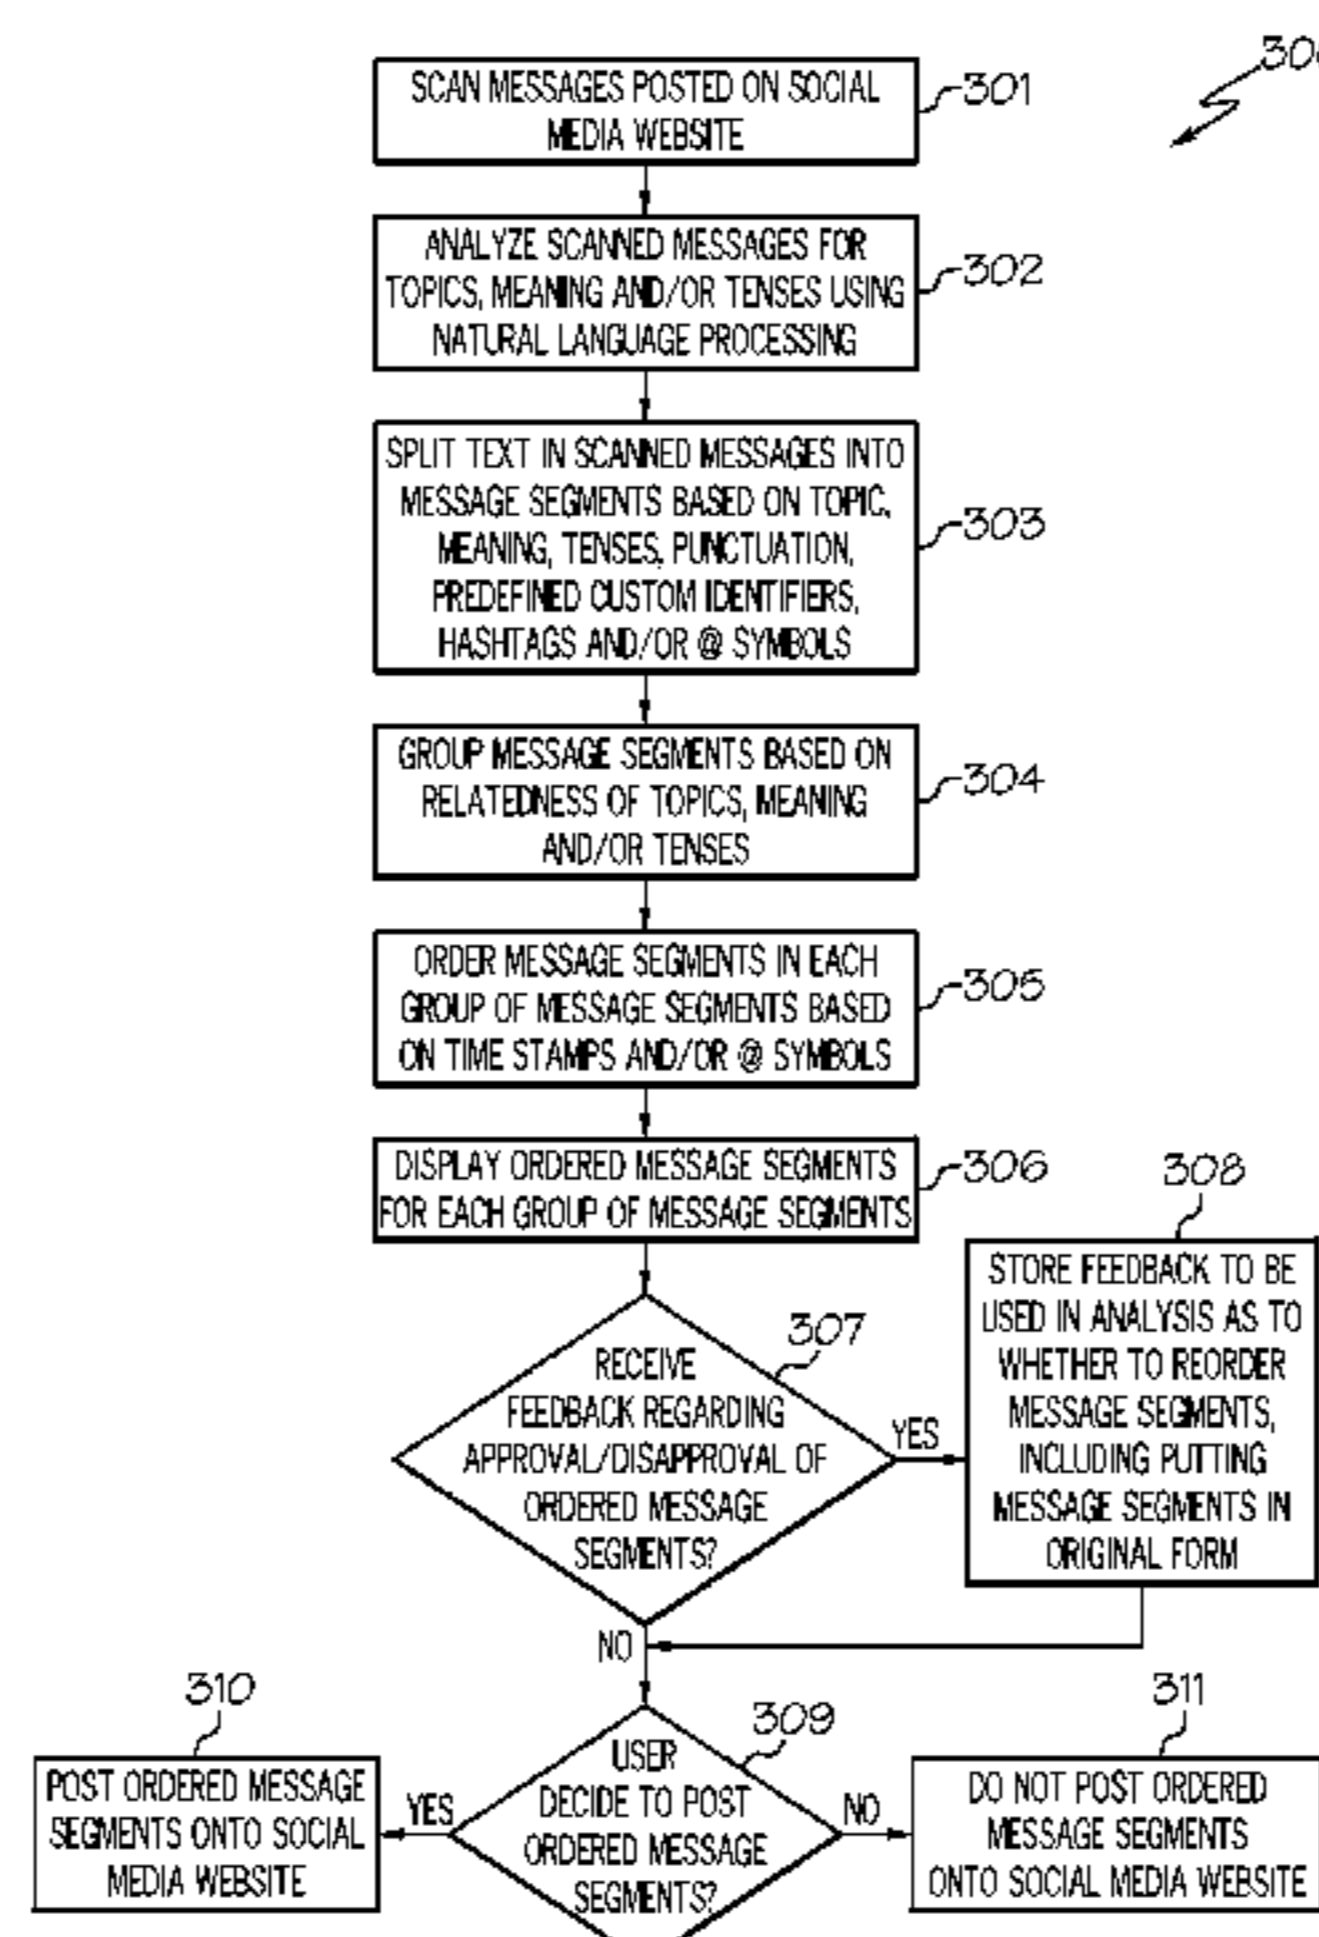 300
SCAN MESSAGES POSTED ON SOCIAL
MEDIA WEBSITE
301
ANALYZE SCANNED MESSAGES FOR
TOPICS, MEANING AND/OR TENSES USING
NATURAL LANGUAGE PROCESSING
302
SPLIT TEXT IN SCANNED MESSAGES INTO
MESSAGE SEGMENTS BASED ON TOPIC,
MEANING, TENSES, PUNCTUATION,
PREDEFINED CUSTOM IDENTIFIERS,
HASHTAGS AND/OR @ SYMBOLS
303
GROUP MESSAGE SEGMENTS BASED ON
RELATEDNESS OF TOPICS, MEANING
AND/OR TENSES
304
ORDER MESSAGE SEGMENTS IN EACH
GROUP OF MESSAGE SEGMENTS BASED
ON TIME STAMPS AND/OR @ SYMBOLS
305
DISPLAY ORDERED MESSAGE SEGMENTS
FOR EACH GROUP OF MESSAGE SEGMENTS
306
RECEIVE
FEEDBACK REGARDING
APPROVAL/DISAPPROVAL OF
ORDERED MESSAGE
SEGMENTS?
307
YES
308
STORE FEEDBACK TO BE
USED IN ANALYSIS AS TO
WHETHER TO REORDER
MESSAGE SEGMENTS,
INCLUDING PUTTING
MESSAGE SEGMENTS IN
ORIGINAL FORM
NO
USER
DECIDE TO POST
ORDERED MESSAGE
SEGMENTS?
309
YES
310
POST ORDERED MESSAGE
SEGMENTS ONTO SOCIAL
MEDIA WEBSITE
NO
311
DO NOT POST ORDERED
MESSAGE SEGMENTS
ONTO SOCIAL MEDIA WEBSITE